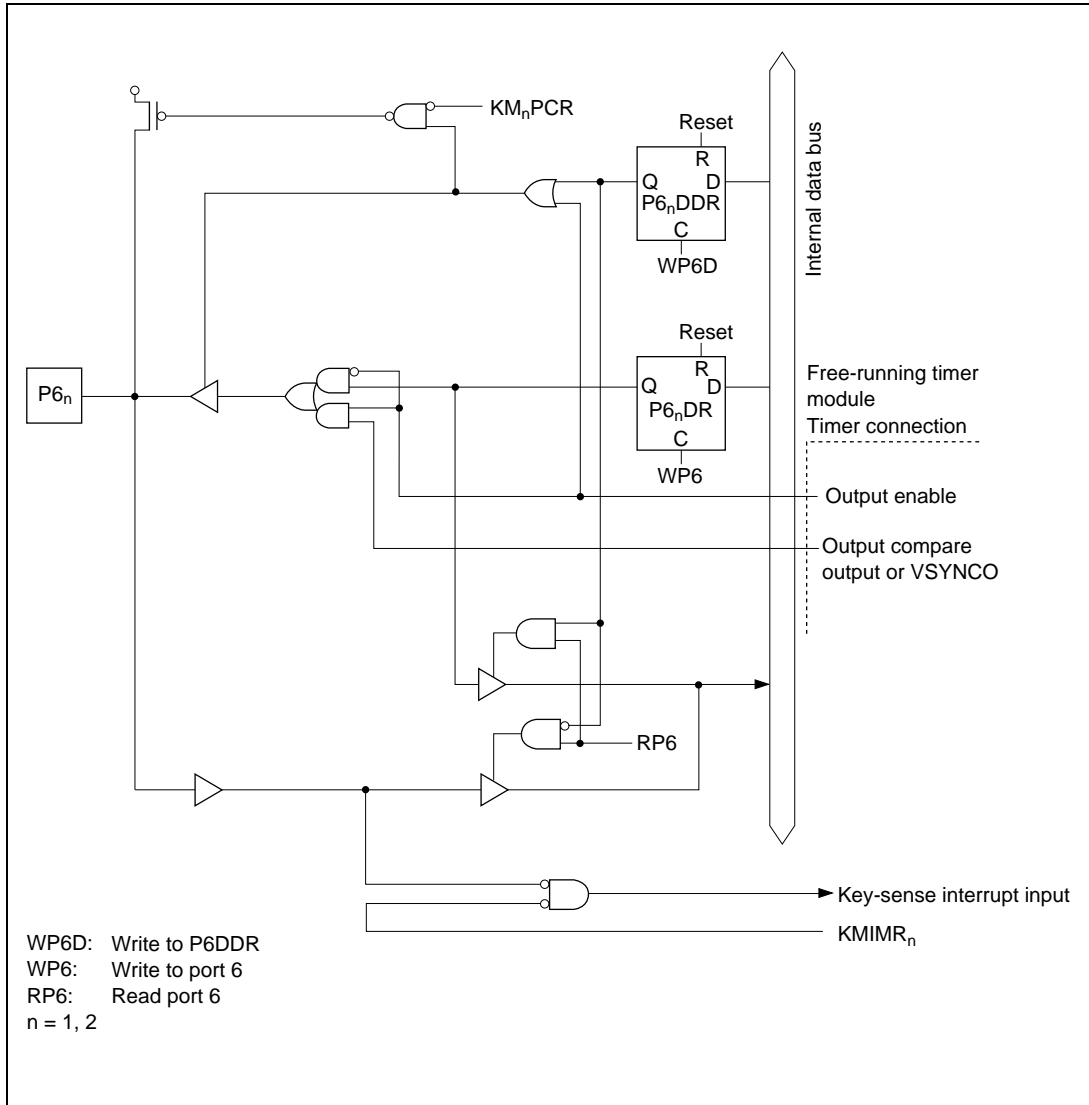 KMnPCR
Reset
R
Q D
P6nDDR
C
WP6D
Internal data bus
Reset
R
Q D
P6nDR
C
WP6
P6n
Free-running timer
module
Timer connection
Output enable
Output compare
output or VSYNCO
RP6
Key-sense interrupt input
KMIMRn
WP6D: Write to P6DDR
WP6: Write to port 6
RP6: Read port 6
n = 1, 2